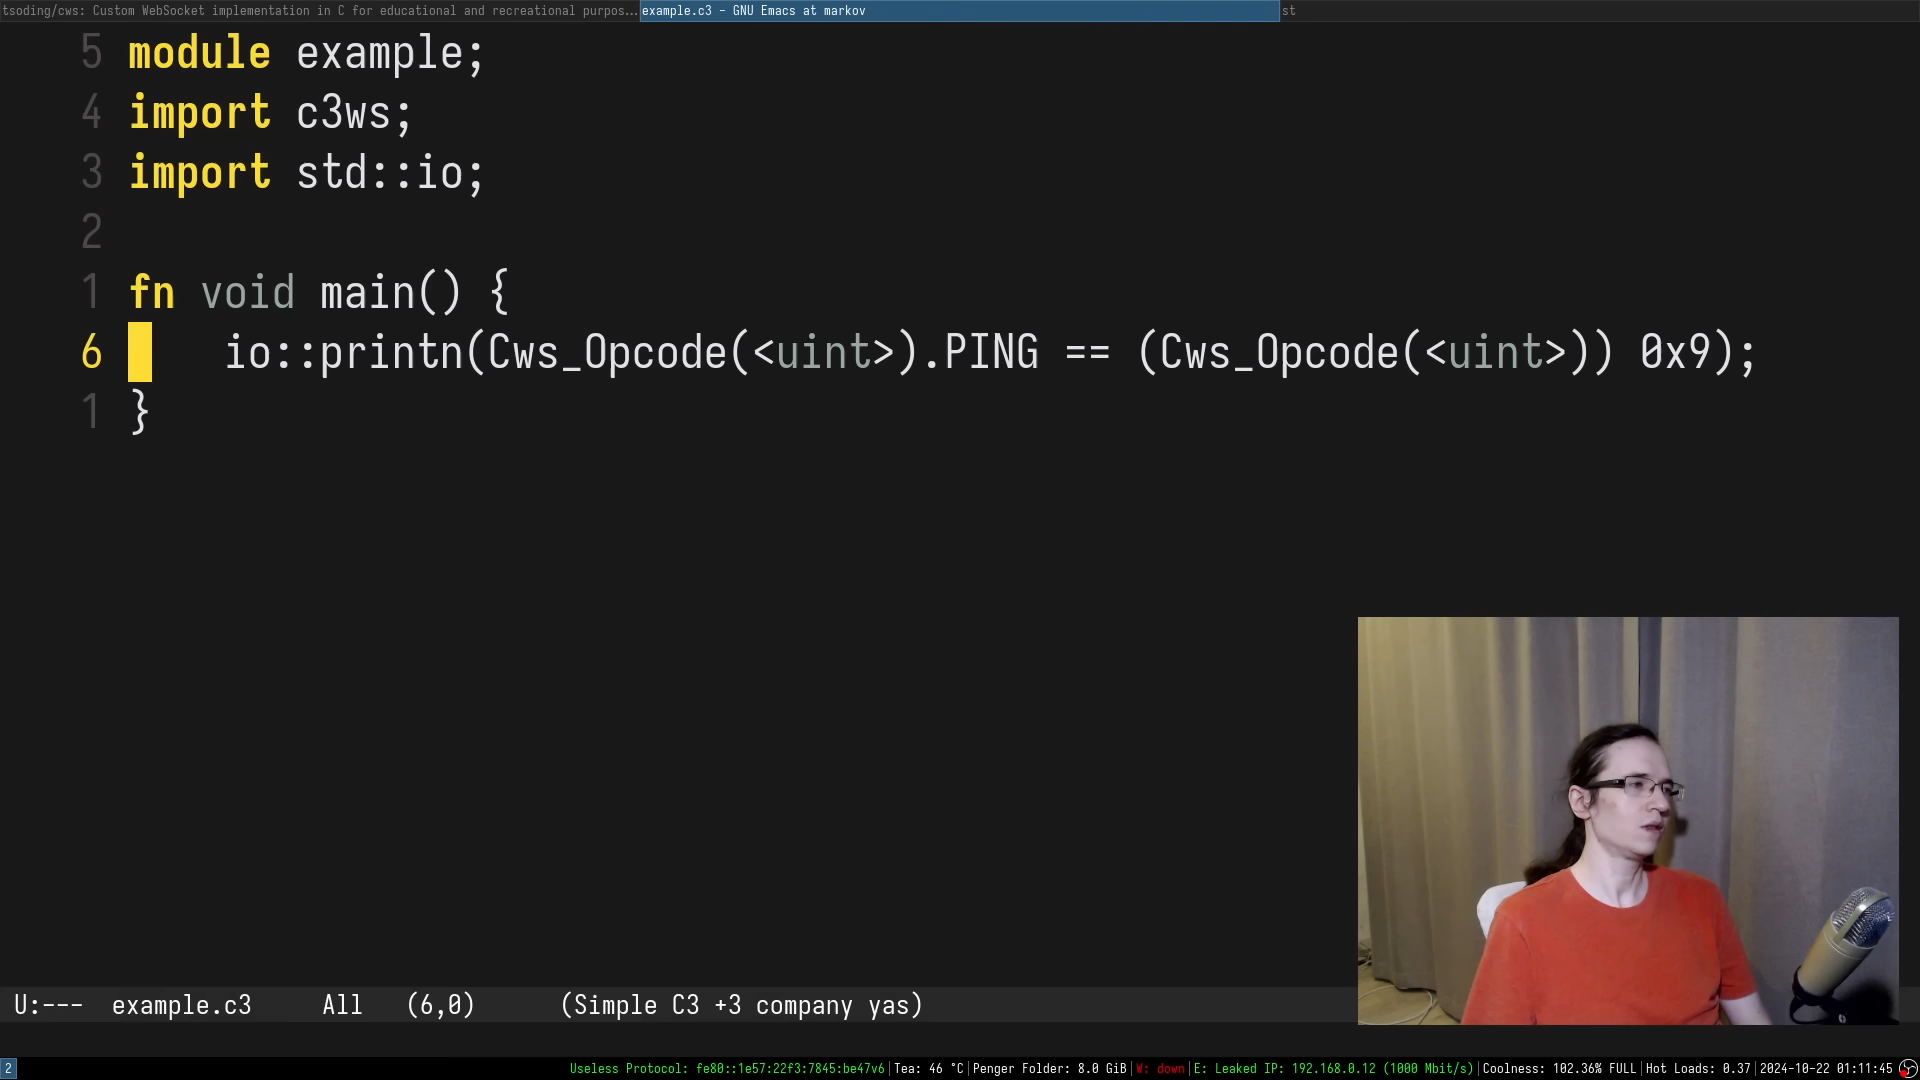 tsoding/cws: Custom WebSocket implementation in C for educational and recreational purpos... example.c3 - GNU Emacs at markov st
5 module example;
4 import c3ws;
3 import std::io;
2
1 fn void main() {
6     io::printn(Cws_Opcode(<uint>).PING == (Cws_Opcode(<uint>)) 0x9);
1 }
U:--- example.c3 All (6,0) (Simple C3 +3 company yas)
2 Useless Protocol: fe80::1e57:22f3:7845:be47v6|Tea: 46 °C|Penger Folder: 8.0 GiB|W: down|E: Leaked IP: 192.168.0.12 (1000 Mbit/s)|Coolness: 102.36% FULL|Hot Loads: 0.37|2024-10-22 01:11:45